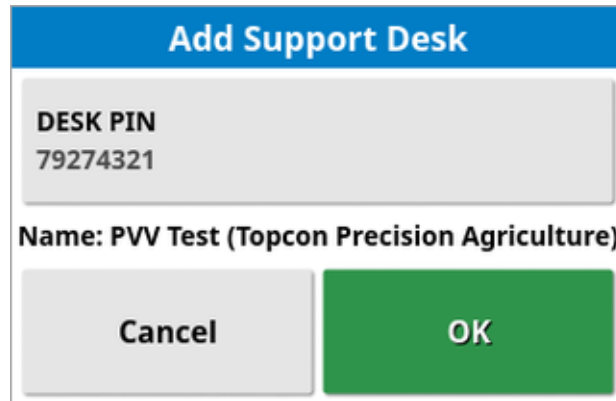 Add Support Desk
DESK PIN
79274321
Name: PVV Test (Topcon Precision Agriculture)
Cancel
OK